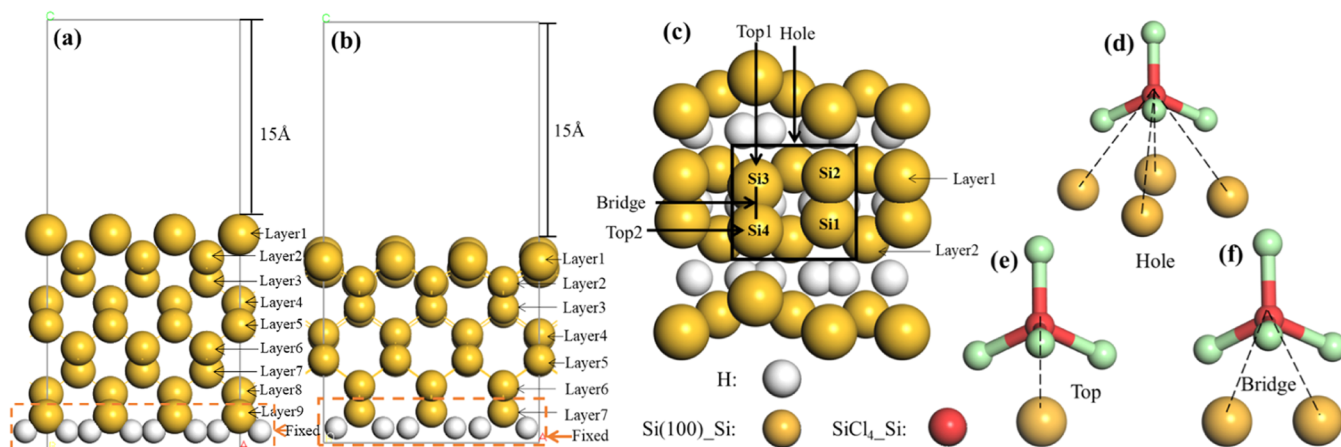 (a)
C
15Å
Layer1
Layer2
Layer3
Layer4
Layer5
Layer6
Layer7
Layer8
Layer9
Fixed
(b)
C
15Å
Layer1
Layer2
Layer3
Layer4
Layer5
Layer6
Layer7
Fixed
(c)
Top1
Hole
Si3
Si2
Bridge
Top2
Si4
Si1
Layer1
Layer2
H:
Si(100)_Si:
SiCl₄_Si:
(d)
Hole
(e)
Top
(f)
Bridge